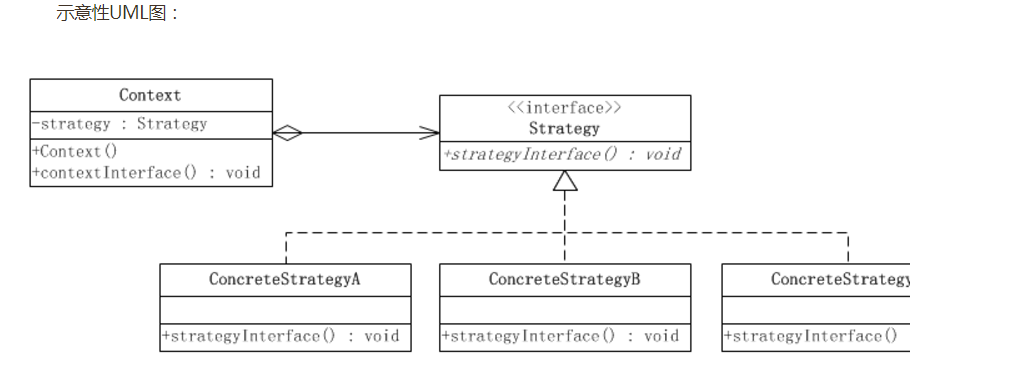 示意性UML图：
Context
-strategy : Strategy
+Context()
+contextInterface() : void
<<interface>>
Strategy
+strategyInterface() : void
ConcreteStrategyA
+strategyInterface() : void
ConcreteStrategyB
+strategyInterface() : void
ConcreteStrategy
+strategyInterface()